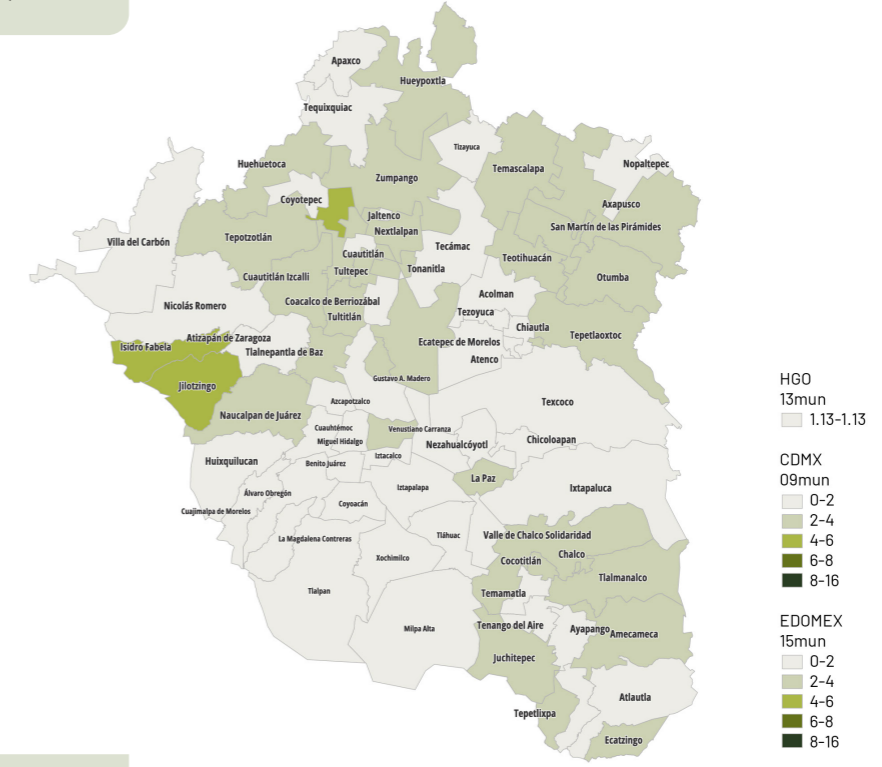 Apaxco
Hueypoxtla
Tequixquiac
Tizayuca
Nopaltepec
Huehuetoca
Temascalapa
Zumpango
Coyotepec
Axapusco
Jaltenco
San Martín de las Pirámides
Nextlalpan
Tepotzotlán
Villa del Carbón
Tecámac
Cuautitlán
Teotihuacán
Tultepec
Tonanitla
Cuautitlán Izcalli
Otumba
Acolman
Coacalco de Berriozábal
Nicolás Romero
Tezoyuca
Tultitlán
Chiautla
Tepetlaoxtoc
Atizapán de Zaragoza
Ecatepec de Morelos
Isidro Fabela
Tlalnepantla de Baz
Atenco
Gustavo A. Madero
Jilotzingo
Azcapotzalco
Texcoco
Naucalpan de Juárez
Cuauhtémoc
Venustiano Carranza
Chicoloapan
Miguel Hidalgo
Nezahualcóyotl
Iztacalco
Huixquilucan
Benito Juárez
La Paz
Iztapalapa
Ixtapaluca
Álvaro Obregón
Coyoacán
Cuajimalpa de Morelos
Tláhuac
Valle de Chalco Solidaridad
La Magdalena Contreras
Chalco
Xochimilco
Cocotitlán
Tlalmanalco
Tlalpan
Temamatla
Milpa Alta
Tenango del Aire
Ayapango
Amecameca
Juchitepec
Atlautla
Tepetlixpa
Ecatzingo
HGO
13mun
1.13-1.13
CDMX
09mun
0-2
2-4
4-6
6-8
8-16
EDOMEX
15mun
0-2
2-4
4-6
6-8
8-16